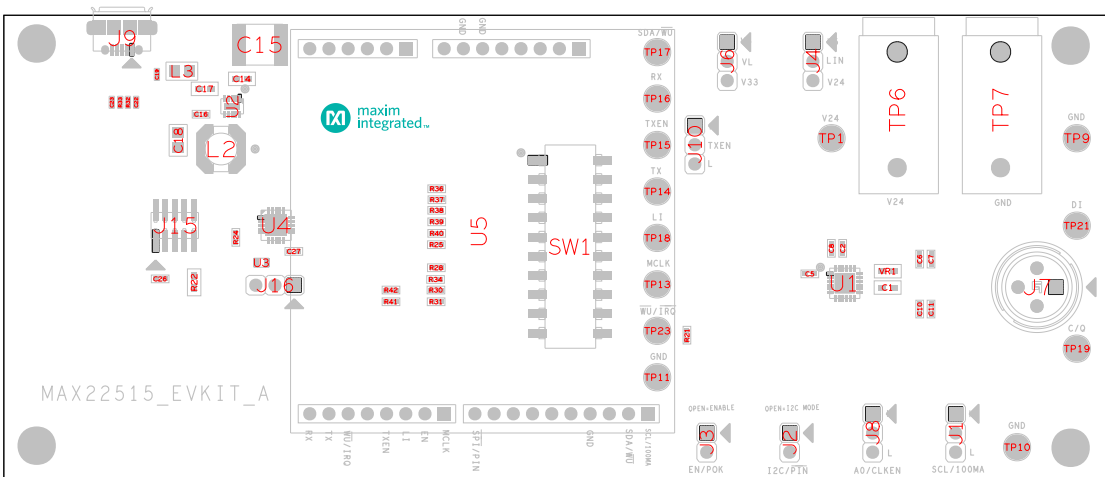 J9
C15
GND
GND
SDA/WU
TP17
J6
VL
V33
J4
LIN
V24
TP6
V24
TP7
GND
L3
C14
C17
U2
C16
C18
L2
maxim
integrated™
RX
TP16
TXEN
TP15
J10
TXEN
L
V24
TP1
GND
TP9
TX
TP14
R36
R37
R38
R39
R40
R25
R28
R34
R30
R31
R42
R41
U5
SW1
LI
TP18
MCLK
TP13
WU/IRQ
TP23
R21
GND
TP11
J15
R24
U4
C27
U3
J16
C26
R22
DI
TP21
C8
C2
C5
U1
VR1
C1
C6
C7
C10
C11
J7
C/Q
TP19
MAX22515_EVKIT_A
RX
TX
WU/IRQ
TXEN
LI
EN
MCLK
SPI/PIN
GND
SDA/WU
SCL/100MA
OPEN=ENABLE
J3
EN/POK
OPEN=I2C MODE
J2
I2C/PIN
J8
L
A0/CLKEN
J1
L
SCL/100MA
GND
TP10